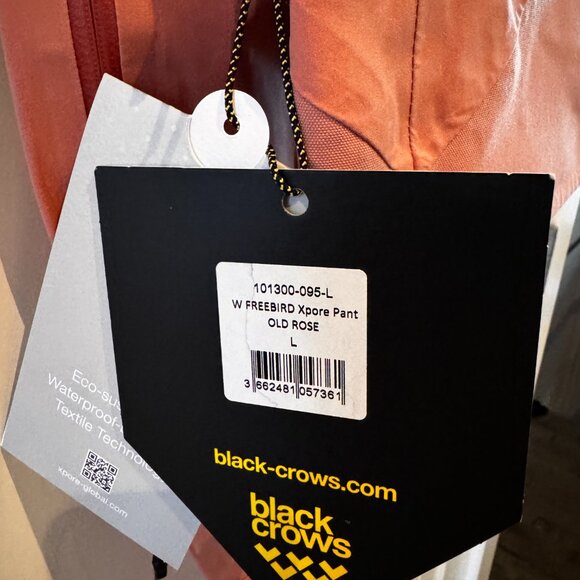 101300-095-L
W FREEBIRD Xpore Pant
OLD ROSE
L
3 662481 057361
black-crows.com
black
crows
Textile
xpore-global.com